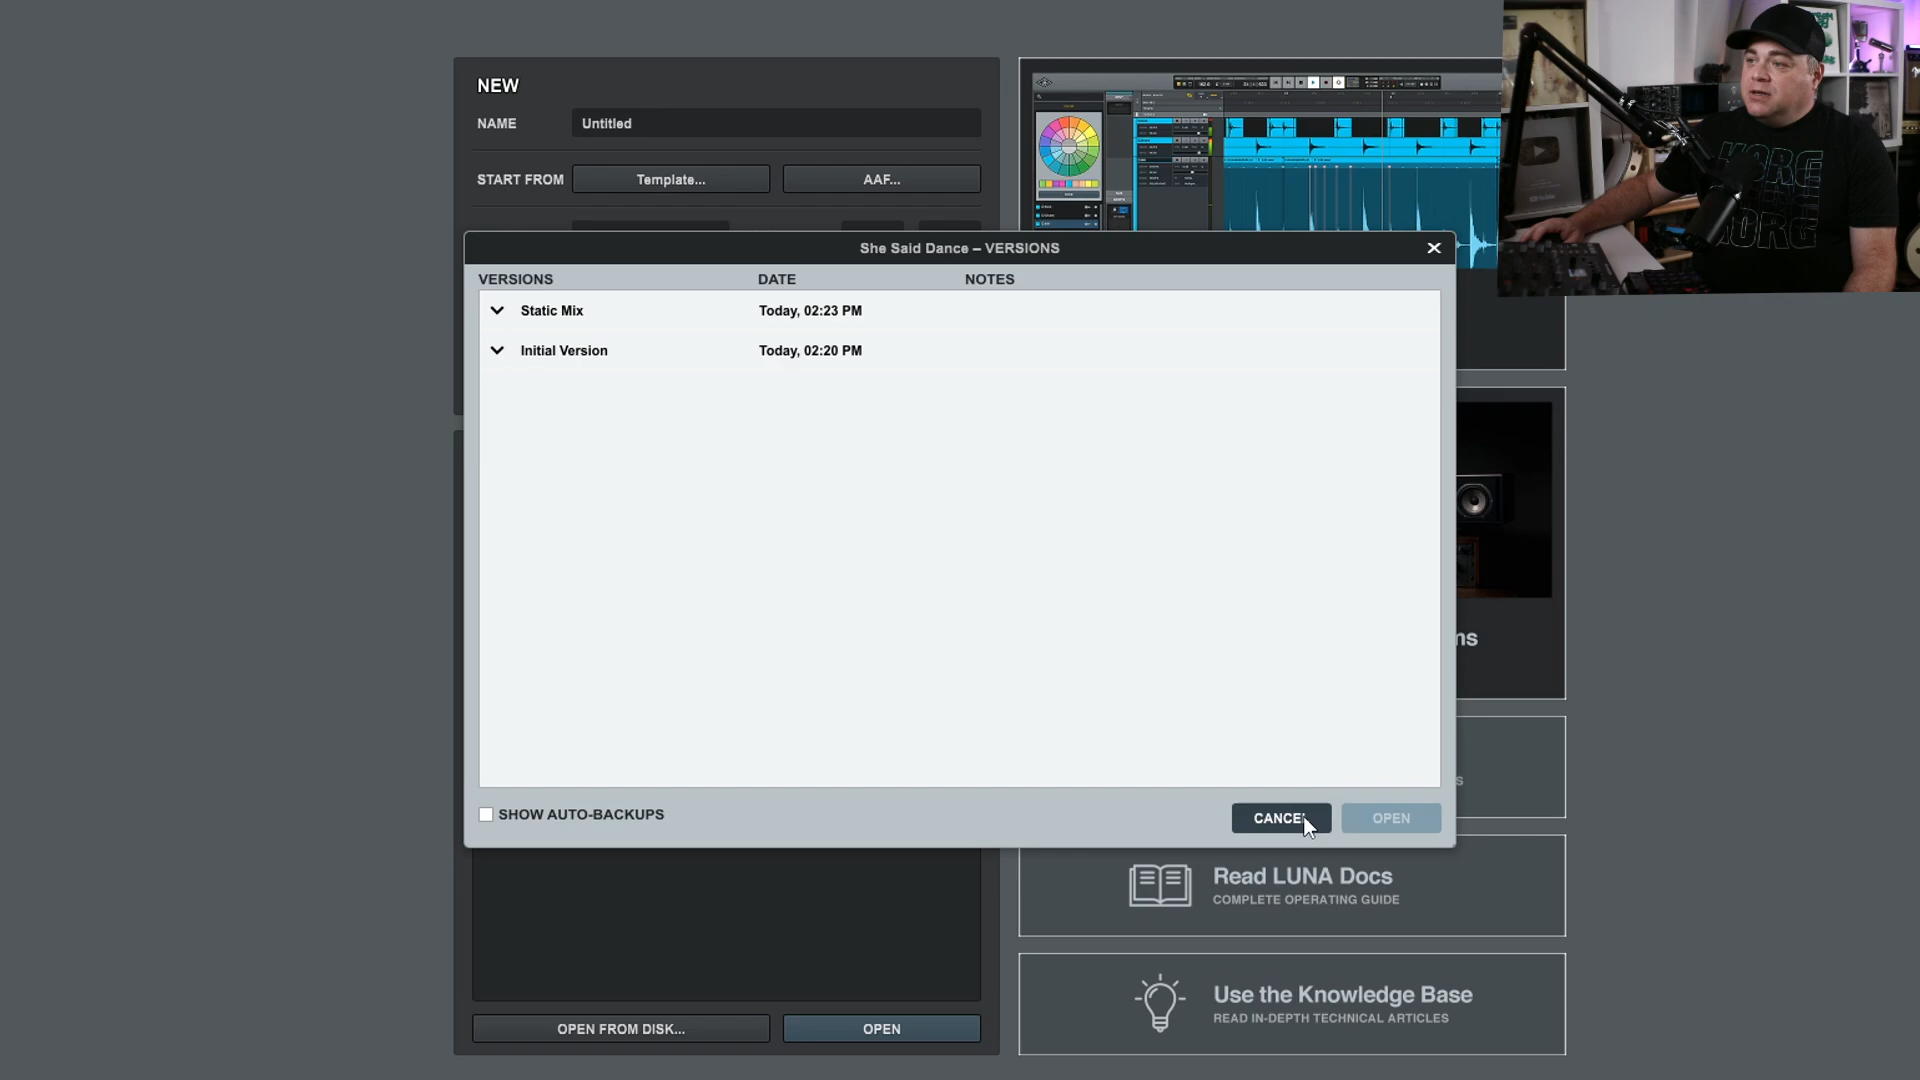 NEW
NAME Untitled
START FROM Template... AAF...
She Said Dance – VERSIONS
VERSIONS DATE NOTES
Static Mix Today, 02:23 PM
Initial Version Today, 02:20 PM
ns
s
SHOW AUTO-BACKUPS
CANCEL OPEN
Read LUNA Docs
COMPLETE OPERATING GUIDE
Use the Knowledge Base
READ IN-DEPTH TECHNICAL ARTICLES
OPEN FROM DISK... OPEN
KORG
KORG